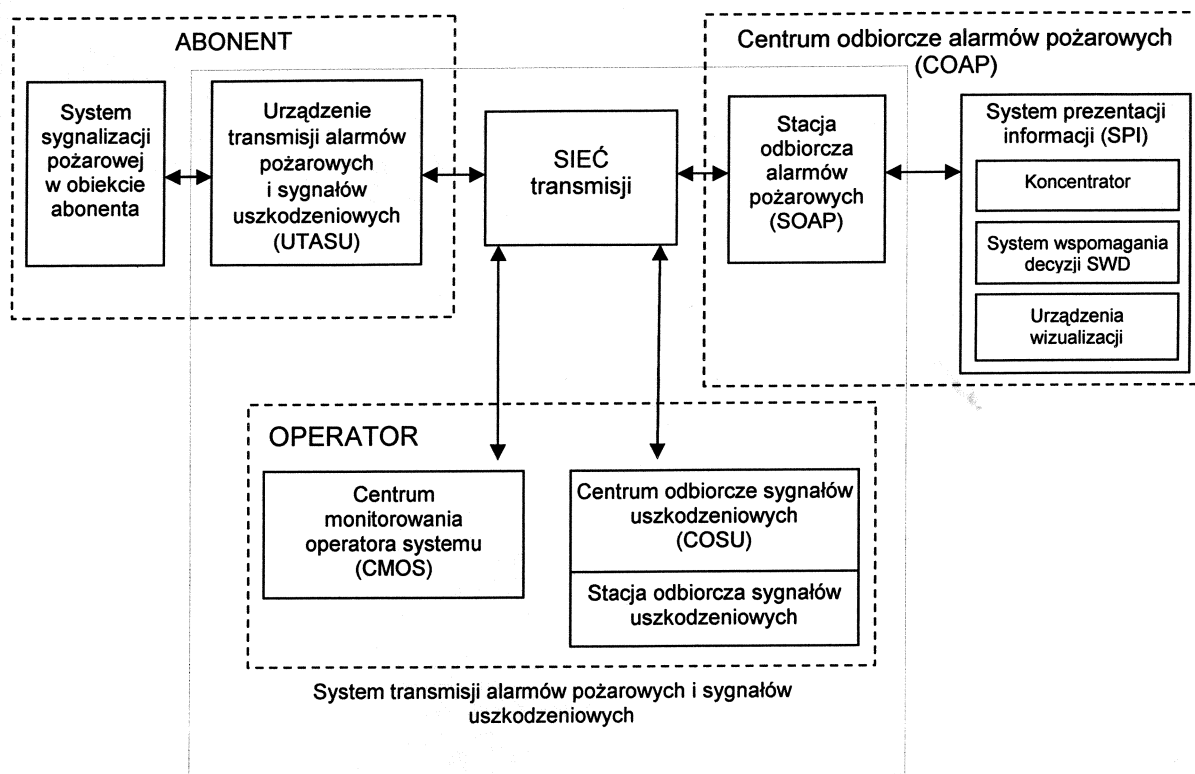 ABONENT
System
sygnalizacji
pożarowej
w obiekcie
abonenta
Urządzenie
transmisji alarmów
pożarowych
i sygnałów
uszkodzeniowych
(UTASU)
SIEĆ
transmisji
Centrum odbiorcze alarmów pożarowych
(COAP)
Stacja
odbiorcza
alarmów
pożarowych
(SOAP)
System prezentacji
informacji (SPI)
Koncentrator
System wspomagania
decyzji SWD
Urządzenia
wizualizacji
OPERATOR
Centrum
monitorowania
operatora systemu
(CMOS)
Centrum odbiorcze sygnałów
uszkodzeniowych
(COSU)
Stacja odbiorcza sygnałów
uszkodzeniowych
System transmisji alarmów pożarowych i sygnałów
uszkodzeniowych